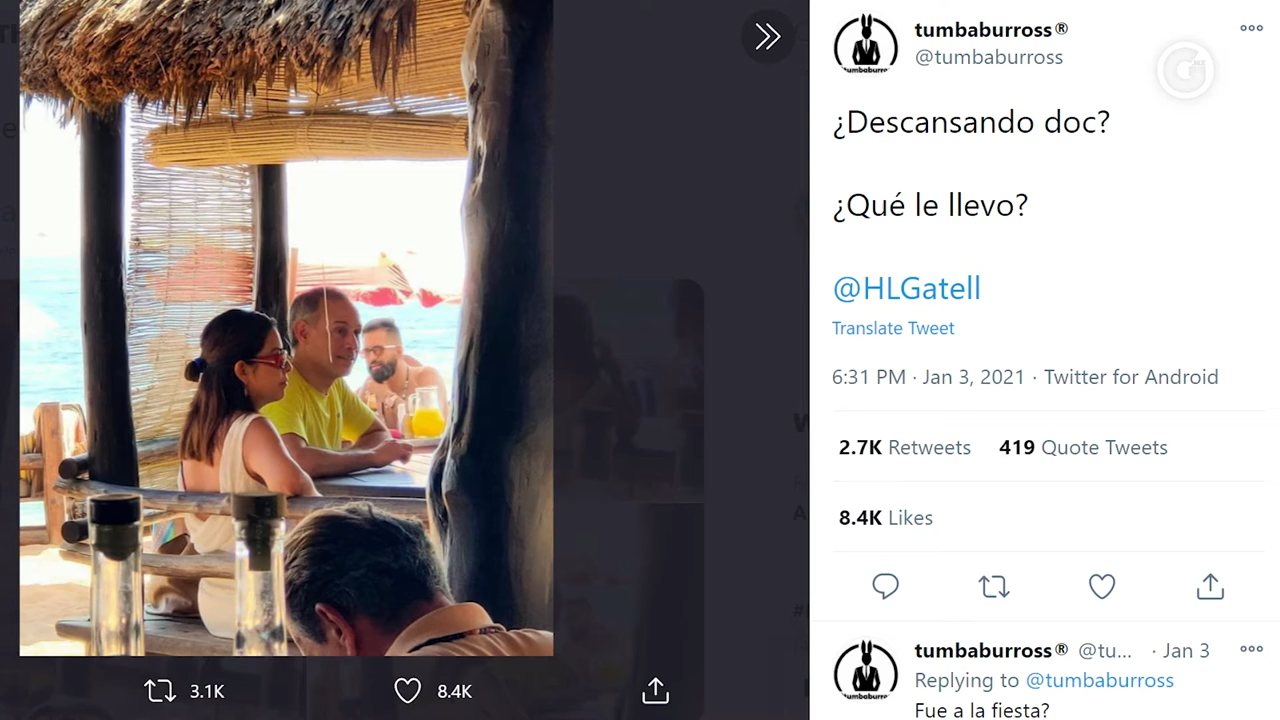 tumbaburross®
@tumbaburross
¿Descansando doc?
¿Qué le llevo?
@HLGatell
Translate Tweet
6:31 PM · Jan 3, 2021 · Twitter for Android
2.7K Retweets 419 Quote Tweets
8.4K Likes
tumbaburross® @tu... · Jan 3
Replying to @tumbaburross
Fue a la fiesta?
3.1K 8.4K